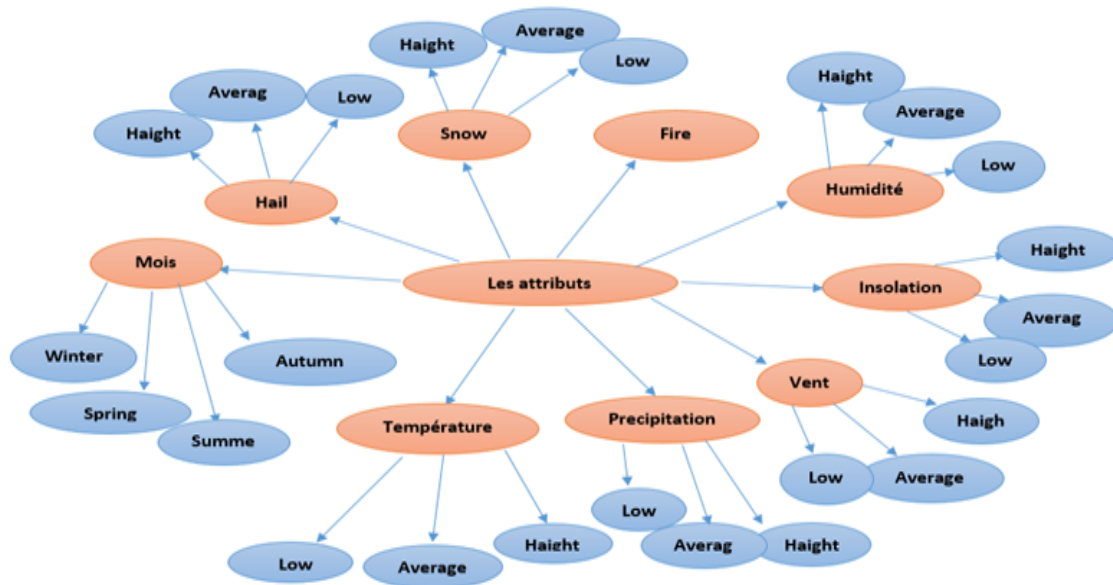 Haight
Average
Low
Averag
Low
Haight
Snow
Fire
Haight
Average
Low
Hail
Humidité
Mois
Les attributs
Haight
Insolation
Averag
Low
Winter
Autumn
Spring
Summe
Vent
Haigh
Low
Average
Température
Precipitation
Low
Average
Haight
Low
Averag
Haight